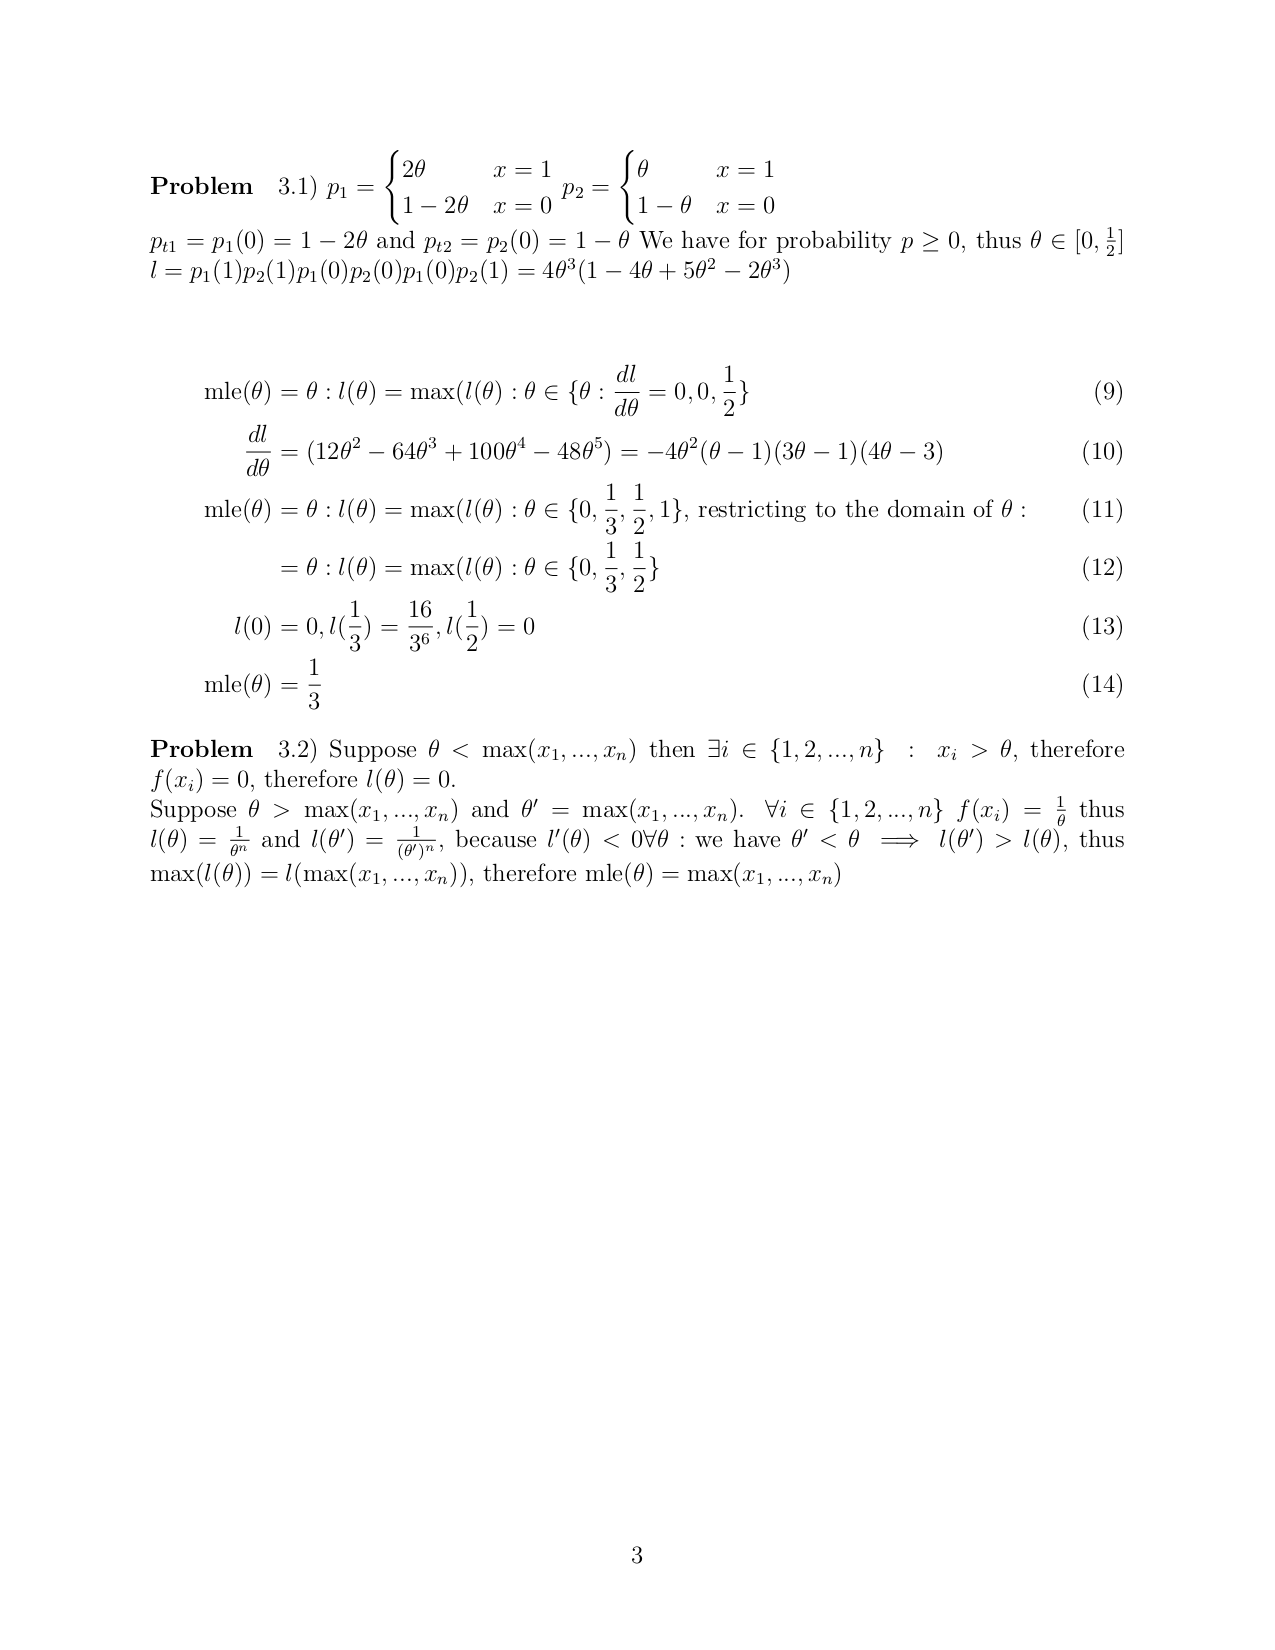 Problem 3.1) $p_1 = \begin{cases} 2\theta & x = 1 \\ 1 - 2\theta & x = 0 \end{cases}$ $p_2 = \begin{cases} \theta & x = 1 \\ 1 - \theta & x = 0 \end{cases}$
$p_{t1} = p_1(0) = 1 - 2\theta$ and $p_{t2} = p_2(0) = 1 - \theta$ We have for probability $p \geq 0$, thus $\theta \in [0, \frac{1}{2}]$
$l = p_1(1)p_2(1)p_1(0)p_2(0)p_1(0)p_2(1) = 4\theta^3(1 - 4\theta + 5\theta^2 - 2\theta^3)$
$\text{mle}(\theta) = \theta : l(\theta) = \max(l(\theta) : \theta \in \{\theta : \frac{dl}{d\theta} = 0, 0, \frac{1}{2}\}$ (9)
$\frac{dl}{d\theta} = (12\theta^2 - 64\theta^3 + 100\theta^4 - 48\theta^5) = -4\theta^2(\theta - 1)(3\theta - 1)(4\theta - 3)$ (10)
$\text{mle}(\theta) = \theta : l(\theta) = \max(l(\theta) : \theta \in \{0, \frac{1}{3}, \frac{1}{2}, 1\}$, restricting to the domain of $\theta$ : (11)
$= \theta : l(\theta) = \max(l(\theta) : \theta \in \{0, \frac{1}{3}, \frac{1}{2}\}$ (12)
$l(0) = 0, l(\frac{1}{3}) = \frac{16}{3^6}, l(\frac{1}{2}) = 0$ (13)
$\text{mle}(\theta) = \frac{1}{3}$ (14)
Problem 3.2) Suppose $\theta < \max(x_1, ..., x_n)$ then $\exists i \in \{1, 2, ..., n\} : x_i > \theta$, therefore
$f(x_i) = 0$, therefore $l(\theta) = 0$.
Suppose $\theta > \max(x_1, ..., x_n)$ and $\theta' = \max(x_1, ..., x_n)$. $\forall i \in \{1, 2, ..., n\}$ $f(x_i) = \frac{1}{\theta}$ thus
$l(\theta) = \frac{1}{\theta^n}$ and $l(\theta') = \frac{1}{(\theta')^n}$, because $l'(\theta) < 0 \forall \theta$ : we have $\theta' < \theta \implies l(\theta') > l(\theta)$, thus
$\max(l(\theta)) = l(\max(x_1, ..., x_n))$, therefore $\text{mle}(\theta) = \max(x_1, ..., x_n)$
3